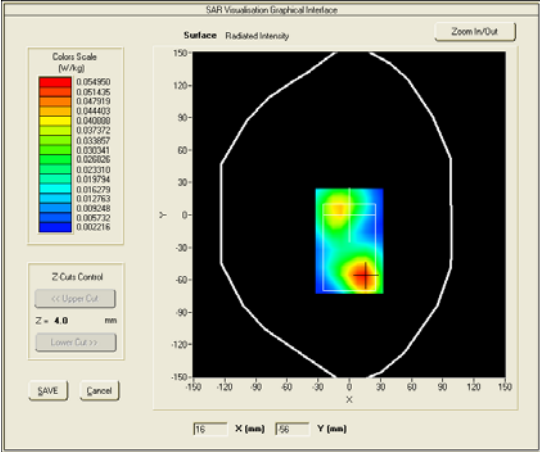 SAR Visualisation Graphical Interface
Surface Radiated Intensity
Zoom In/Out
Colors Scale
(W/kg)
0.054950
0.051435
0.047919
0.044403
0.040888
0.037372
0.033857
0.030341
0.026826
0.023310
0.019794
0.016279
0.012763
0.009248
0.005732
0.002216
Z-Cuts Control
<< Upper Cut
Z = 4.0 mm
Lower Cut >>
SAVE Cancel
150
120
90
60
30
0
-30
-60
-90
-120
-150
Y
-150 -120 -90 -60 -30 0 30 60 90 120 150
X
16 X (mm) -56 Y (mm)